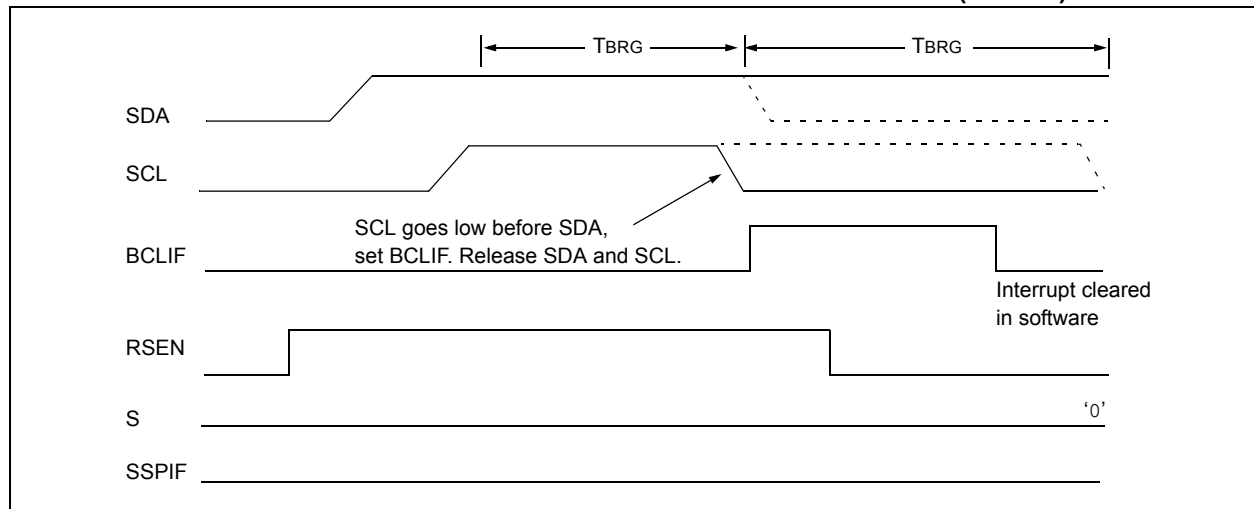 TBRG TBRG
SDA
SCL
SCL goes low before SDA,
set BCLIF. Release SDA and SCL.
BCLIF
Interrupt cleared
in software
RSEN
S ‘0’
SSPIF